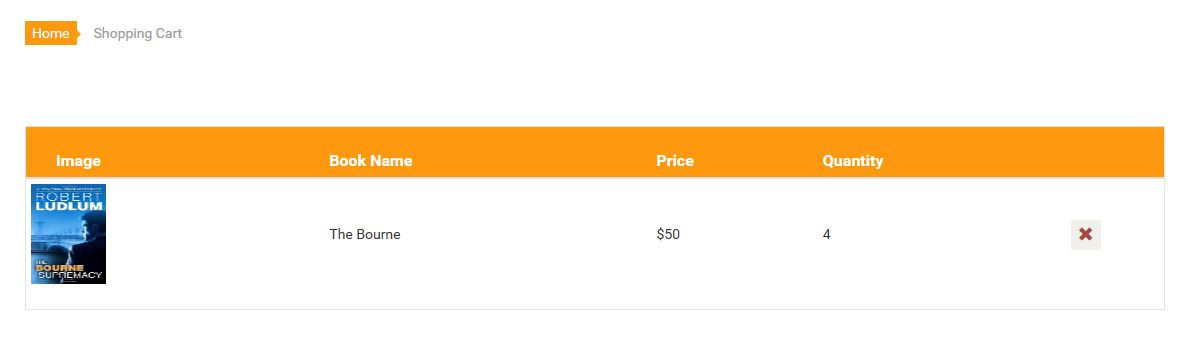 Home Shopping Cart
Image Book Name Price Quantity
ROBERT
LUDLUM
THE
BOURNE
SUPREMACY
The Bourne $50 4